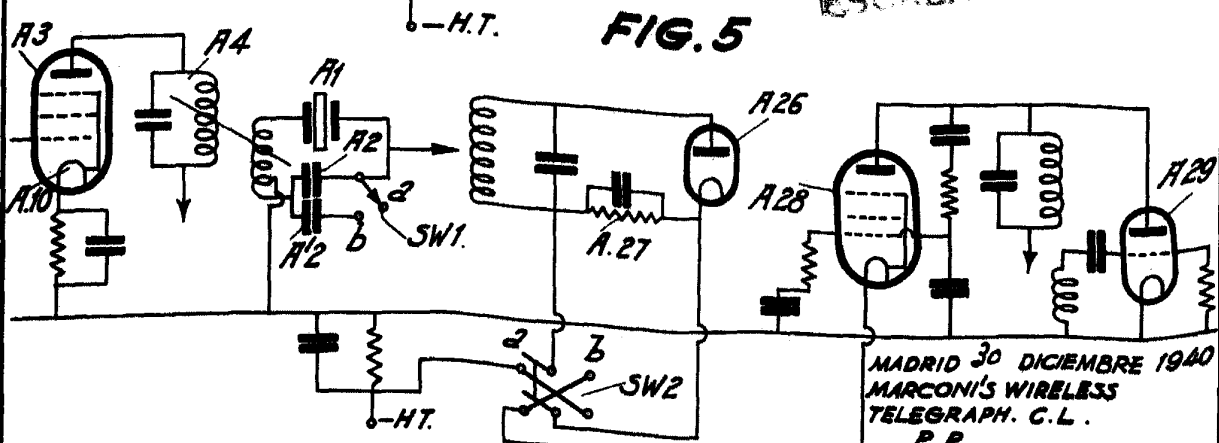 -H.T.
FIG. 5
A3
A4
A1
A2
A10
A'2
a
b
SW1.
A26
A.27
A28
A29
a
b
SW2
-HT.
MADRID 30 DICIEMBRE 1940
MARCONI'S WIRELESS
TELEGRAPH. C.L.
P.P.